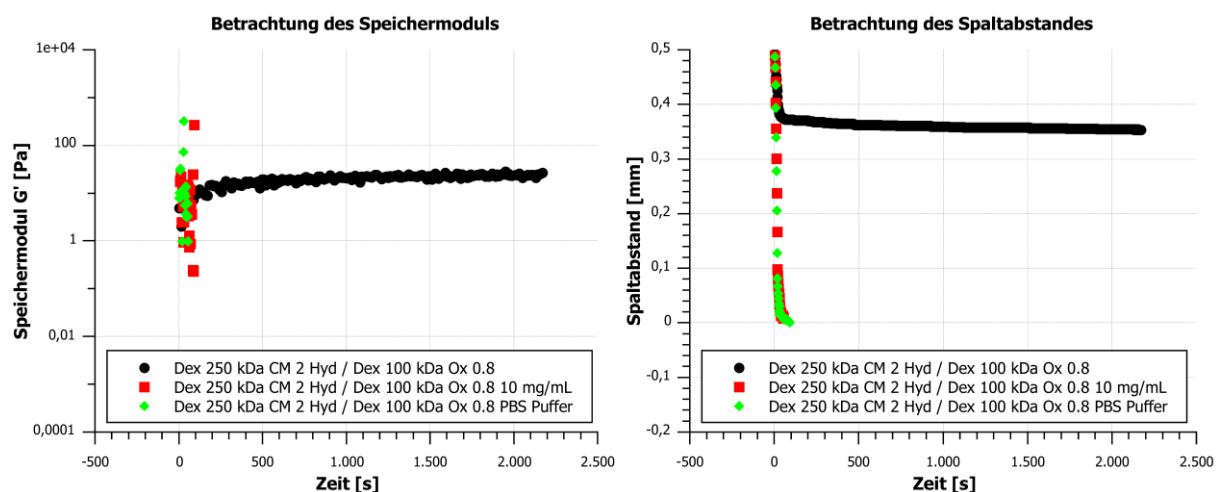 Betrachtung des Speichermoduls
1e+04
100
1
0,01
0,0001
Speichermodul G' [Pa]
-500 0 500 1.000 1.500 2.000 2.500
Zeit [s]
Dex 250 kDa CM 2 Hyd / Dex 100 kDa Ox 0.8
Dex 250 kDa CM 2 Hyd / Dex 100 kDa Ox 0.8 10 mg/mL
Dex 250 kDa CM 2 Hyd / Dex 100 kDa Ox 0.8 PBS Puffer
Betrachtung des Spaltabstandes
0,5
0,4
0,3
0,2
0,1
0
-0,1
-0,2
Spaltabstand [mm]
-500 0 500 1.000 1.500 2.000 2.500
Zeit [s]
Dex 250 kDa CM 2 Hyd / Dex 100 kDa Ox 0.8
Dex 250 kDa CM 2 Hyd / Dex 100 kDa Ox 0.8 10 mg/mL
Dex 250 kDa CM 2 Hyd / Dex 100 kDa Ox 0.8 PBS Puffer